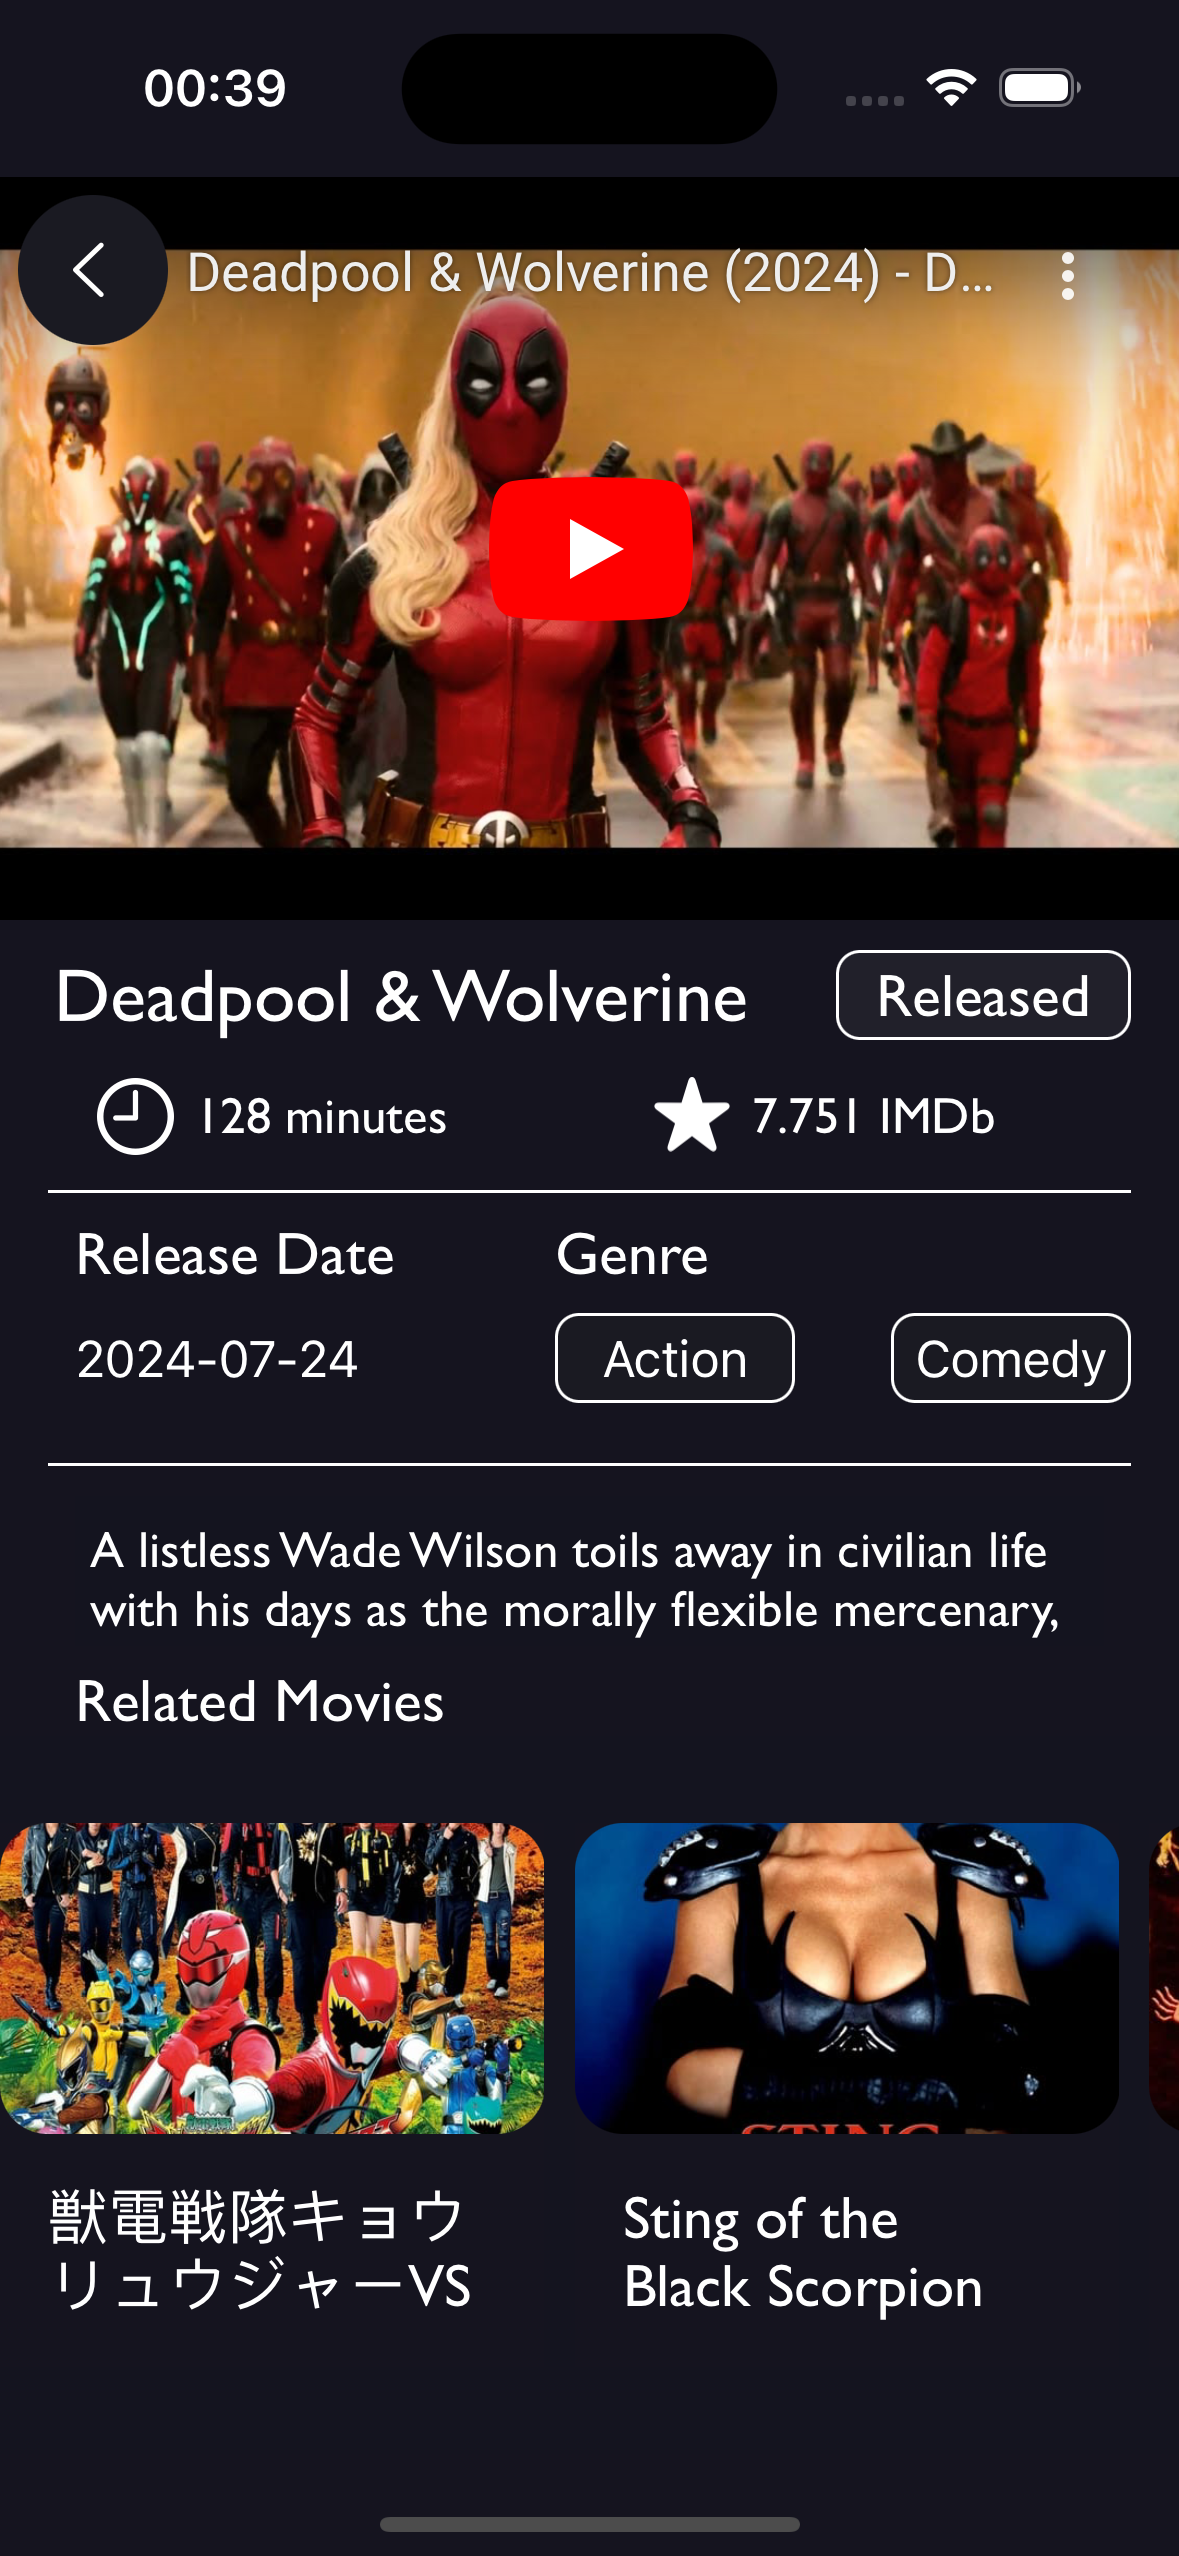 00:39
Deadpool & Wolverine (2024) - D...
Deadpool & Wolverine
Released
128 minutes
7.751 IMDb
Release Date
Genre
2024-07-24
Action
Comedy
A listless Wade Wilson toils away in civilian life
with his days as the morally flexible mercenary,
Related Movies
STING
獣電戦隊キョウ
リュウジャーVS
Sting of the
Black Scorpion